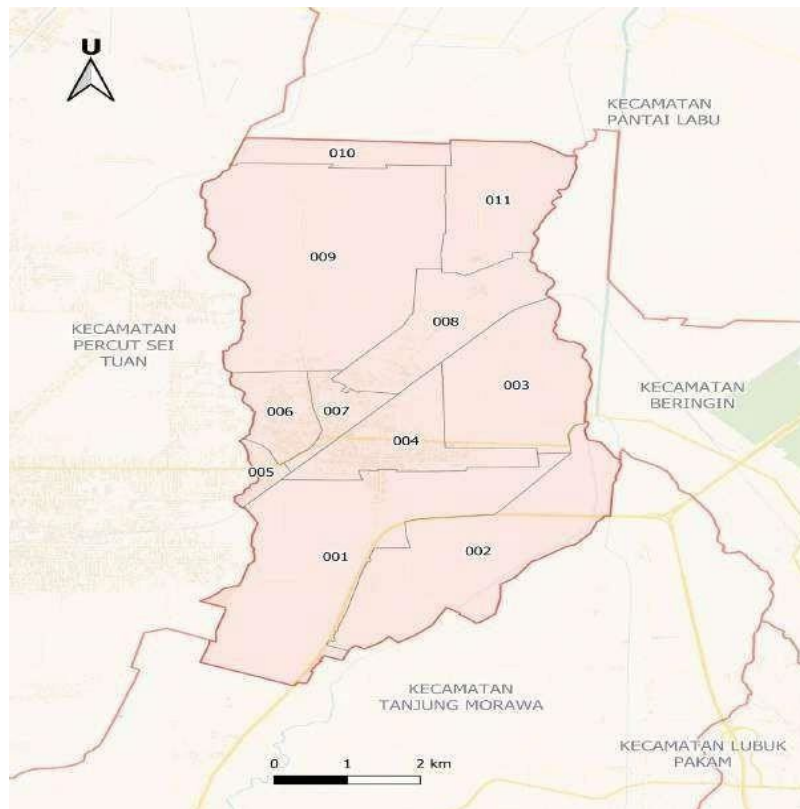 U
KECAMATAN
PANTAI LABU
010
011
009
008
KECAMATAN
PERCUT SEI
TUAN
003
KECAMATAN
BERINGIN
006
007
004
005
001
002
KECAMATAN
TANJUNG MORAWA
KECAMATAN LUBUK
PAKAM
0 1 2 km